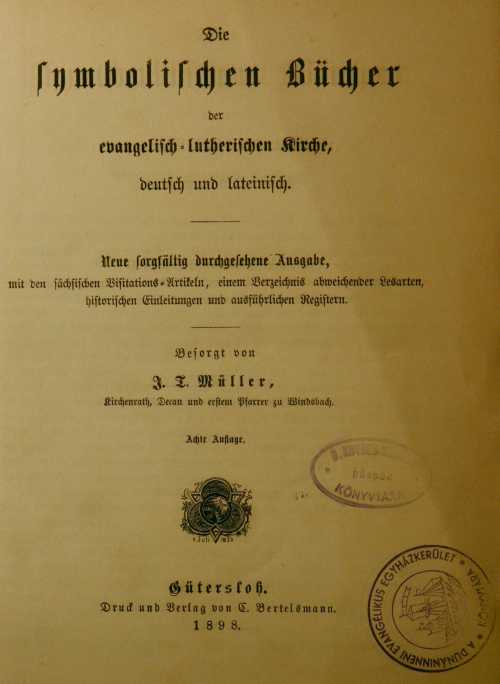 Die
symbolischen Bücher
der
evangelisch-lutherischen Kirche,
deutsch und lateinisch.
Neue sorgfältig durchgesehene Ausgabe,
mit den sächsischen Visitations-Artikeln, einem Verzeichnis abweichender Lesarten,
historischen Einleitungen und ausführlichen Registern.
Besorgt von
J. T. Müller,
Kirchenrath, Decan und erstem Pfarrer zu Windsbach.
Achte Auflage.
KÖNYVTÁRA
Gütersloh.
Druck und Verlag von C. Bertelsmann.
1898.
A DUNÁNINNENI EVANGÉLIKUS EGYHÁZKERÜLET